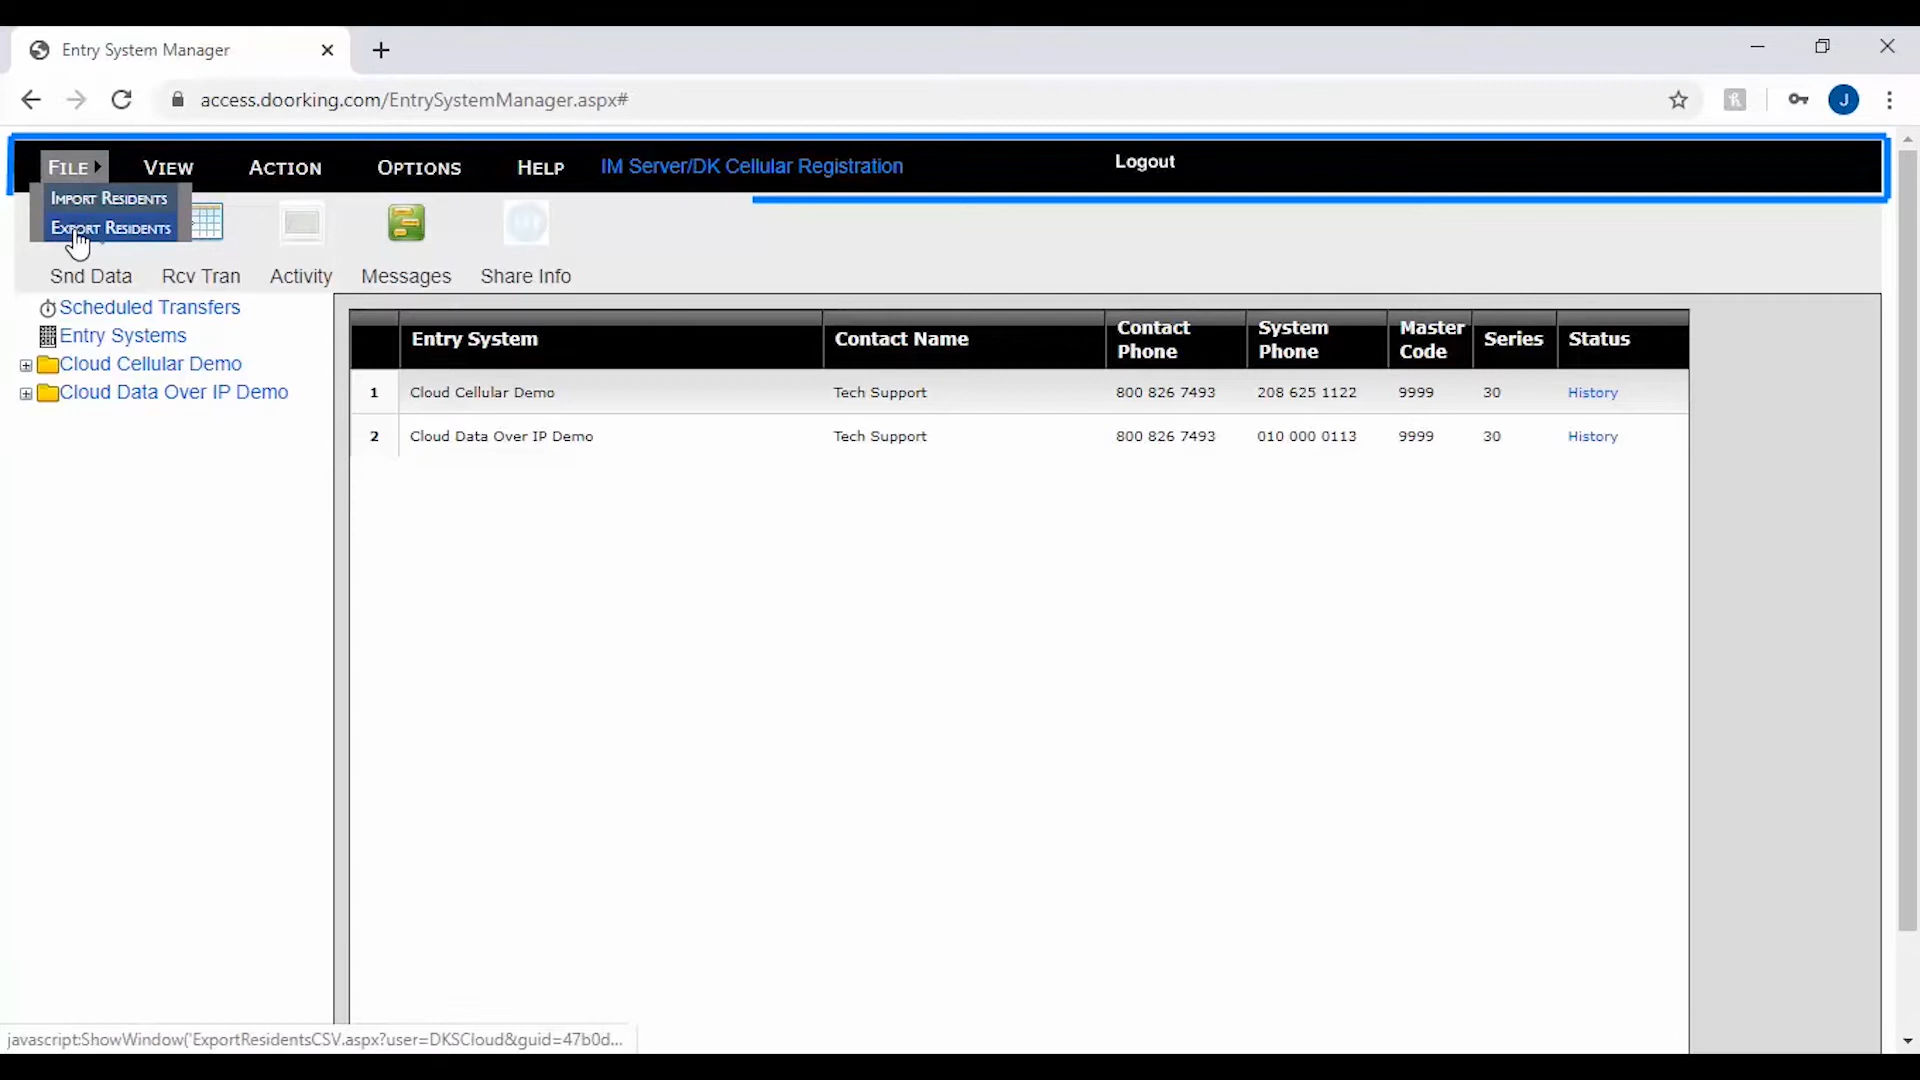 Entry System Manager
access.doorking.com/EntrySystemManager.aspx#
J
FILE VIEW ACTION OPTIONS HELP IM Server/DK Cellular Registration Logout
IMPORT RESIDENTS
EXPORT RESIDENTS
Snd Data Rcv Tran Activity Messages Share Info
Scheduled Transfers
Entry Systems
Cloud Cellular Demo
Cloud Data Over IP Demo
Entry System Contact Name Contact Phone System Phone Master Code Series Status
1 Cloud Cellular Demo Tech Support 800 826 7493 208 625 1122 9999 30 History
2 Cloud Data Over IP Demo Tech Support 800 826 7493 010 000 0113 9999 30 History
javascript:ShowWindow('ExportResidentsCSV.aspx?user=DKSCloud&guid=47b0d...